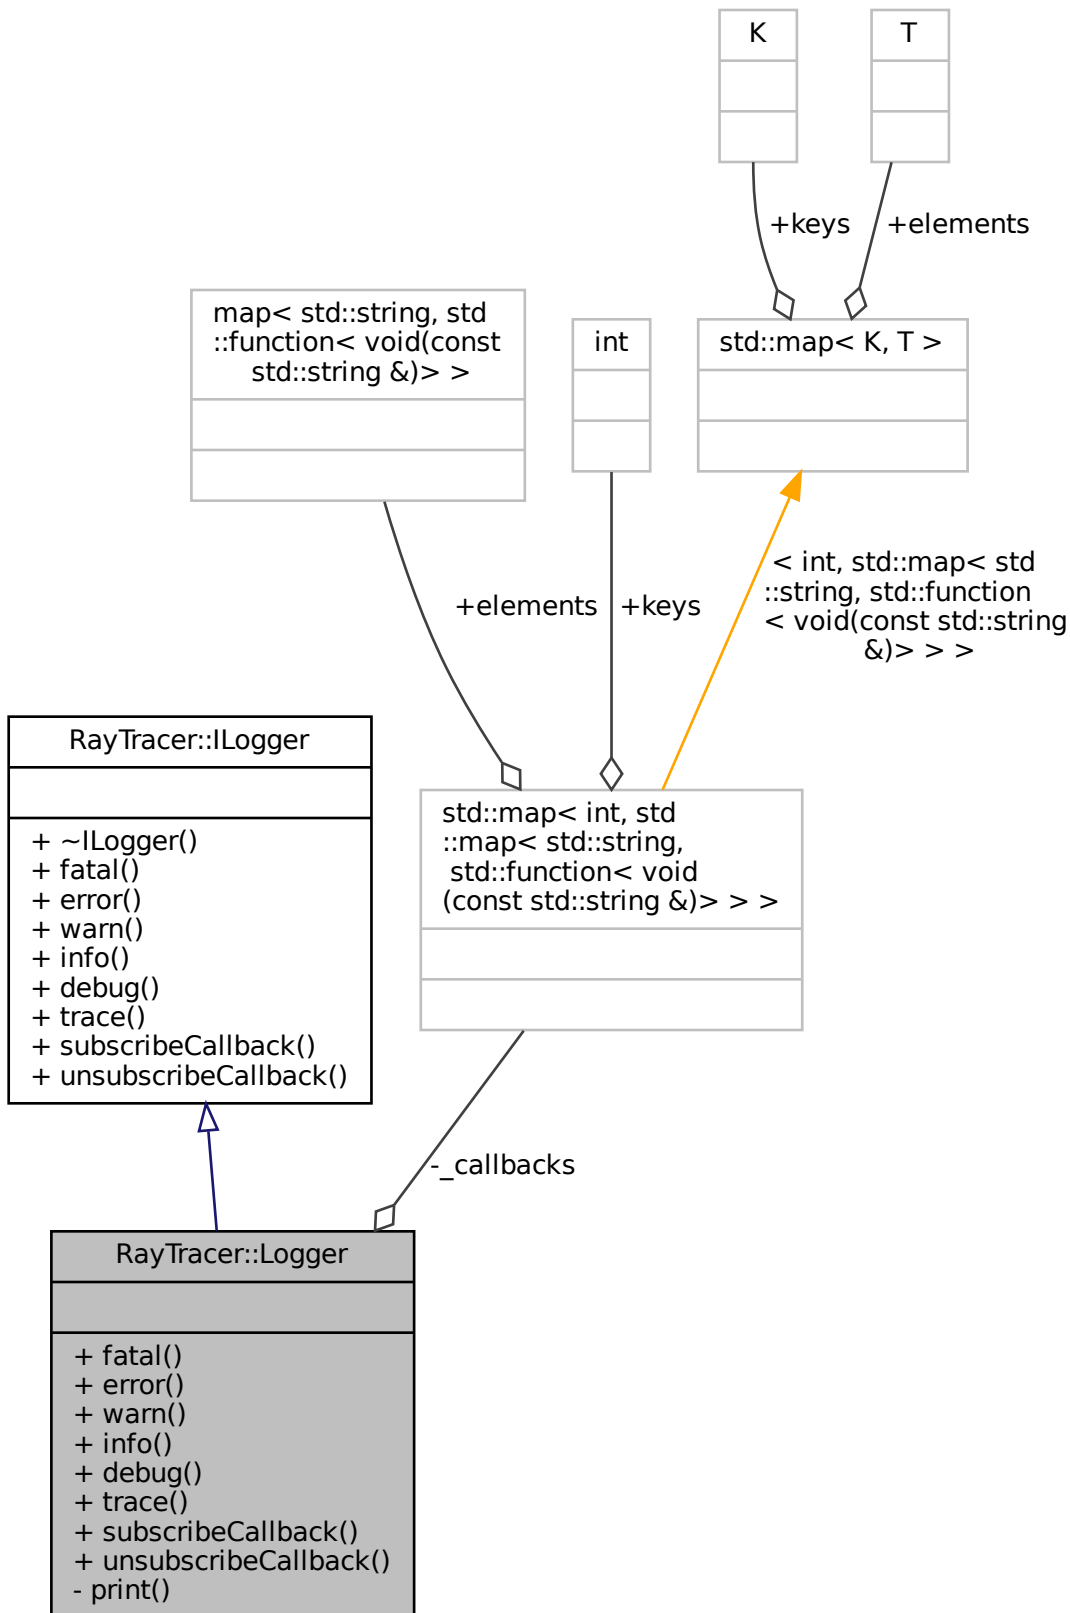 K
T
+keys
+elements
map< std::string, std
::function< void(const
std::string &)> >
int
std::map< K, T >
< int, std::map< std
::string, std::function
< void(const std::string
&)> > >
+elements
+keys
RayTracer::ILogger
+ ~ILogger()
+ fatal()
+ error()
+ warn()
+ info()
+ debug()
+ trace()
+ subscribeCallback()
+ unsubscribeCallback()
std::map< int, std
::map< std::string,
std::function< void
(const std::string &)> > >
-_callbacks
RayTracer::Logger
+ fatal()
+ error()
+ warn()
+ info()
+ debug()
+ trace()
+ subscribeCallback()
+ unsubscribeCallback()
- print()